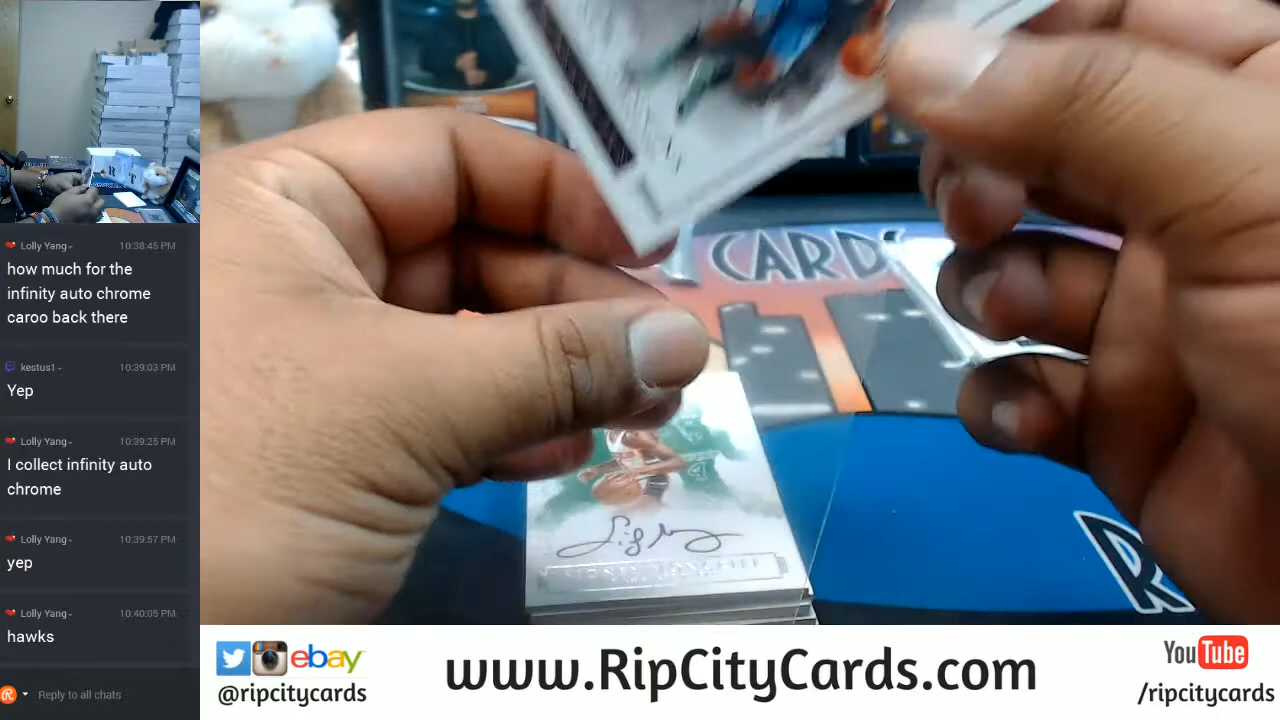 Lolly Yang-
10:38:45 PM
how much for the
infinity auto chrome
caroo back there
kestus1-
10:39:03 PM
Yep
Lolly Yang-
10:39:25 PM
I collect infinity auto
chrome
Lolly Yang-
10:39:57 PM
yep
Lolly Yang-
10:40:05 PM
hawks
Reply to all chats
CARD
R
ebay
@ripcitycards
www.RipCityCards.com
YouTube
/ripcitycards